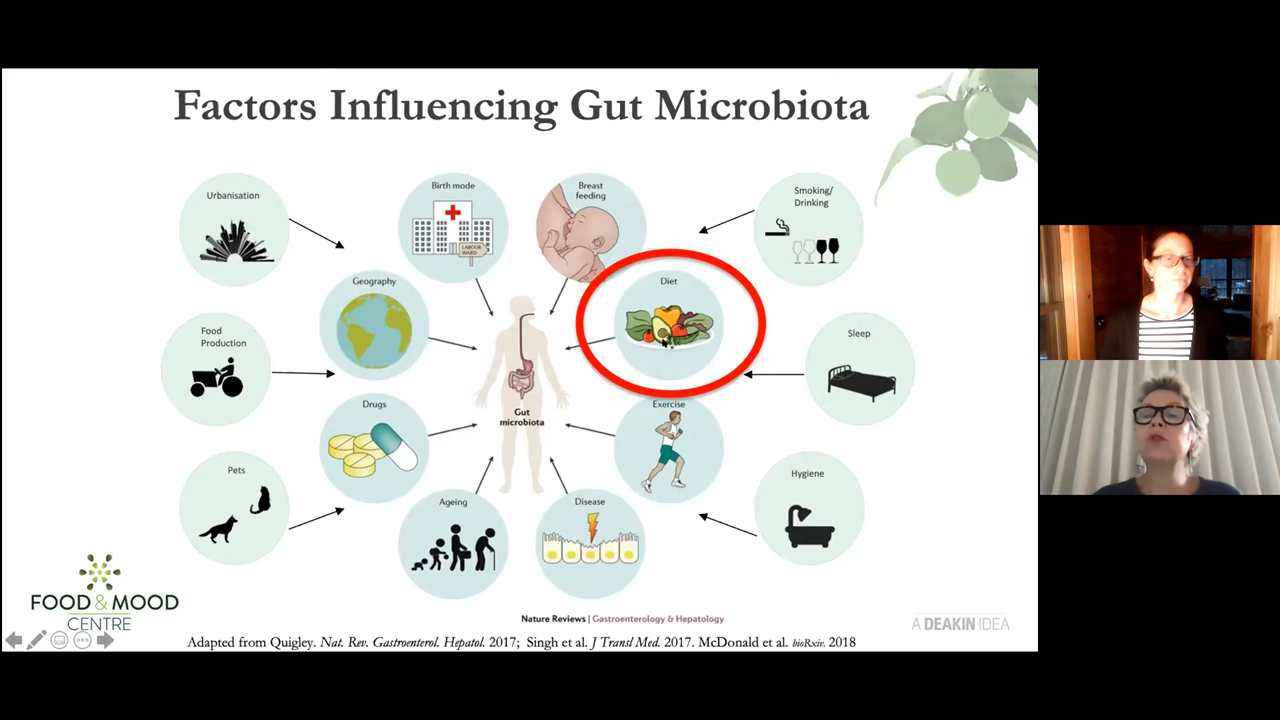 Factors Influencing Gut Microbiota
Urbanisation
Birth mode
LABOUR
WARD
Breast
feeding
Smoking/
Drinking
Geography
Diet
Food
Production
Sleep
Gut
microbiota
Drugs
Exercise
Pets
Hygiene
Ageing
Disease
FOOD & MOOD
CENTRE
Nature Reviews | Gastroenterology & Hepatology
A DEAKIN IDEA
Adapted from Quigley. Nat. Rev. Gastroenterol. Hepatol. 2017; Singh et al. J Transl Med. 2017. McDonald et al. bioRxiv. 2018